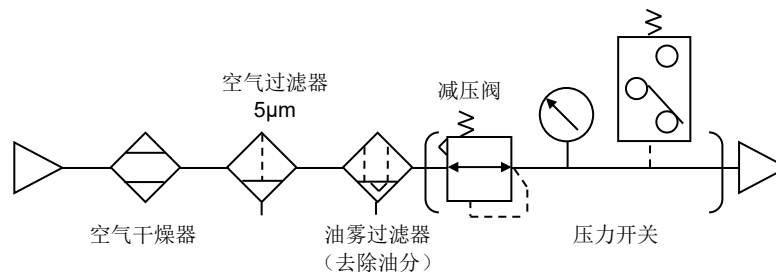 空气过滤器
5μm
减压阀
空气干燥器
油雾过滤器
（去除油分）
压力开关